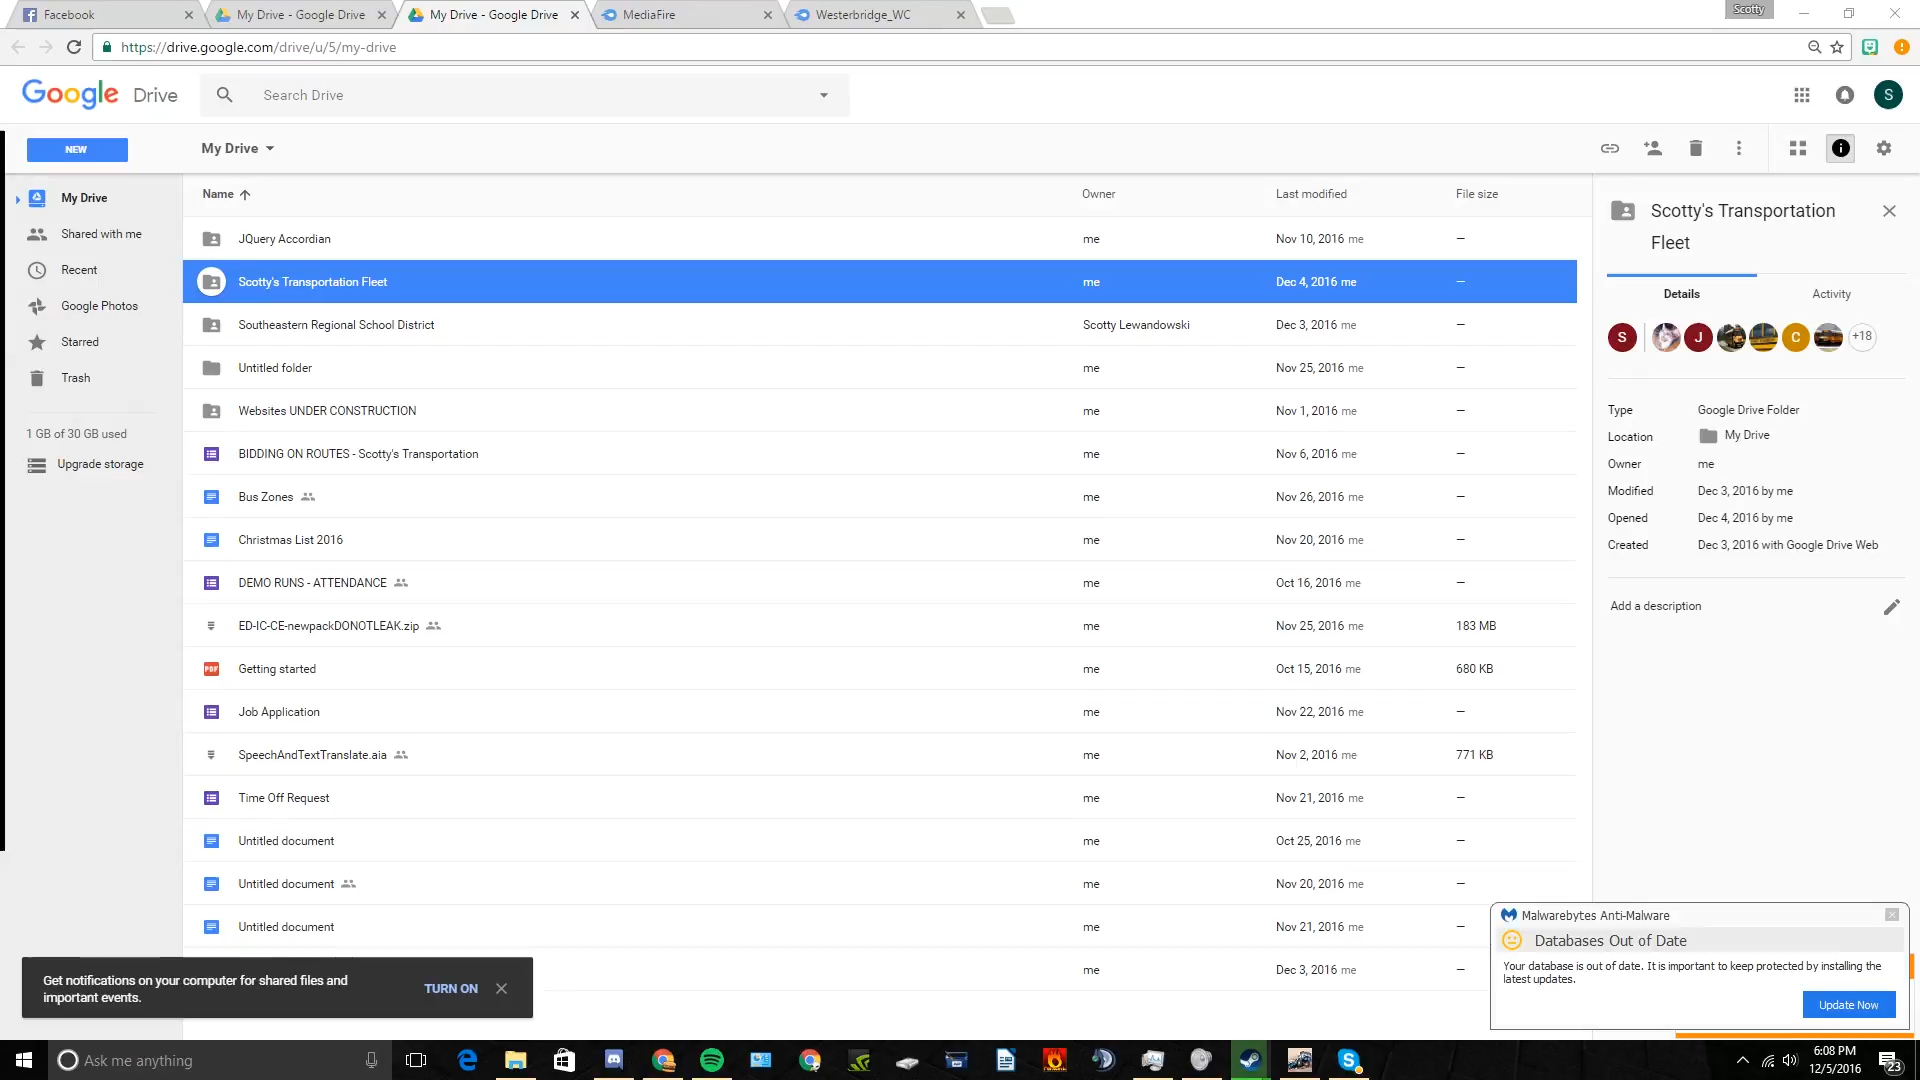 Facebook
My Drive - Google Drive
My Drive - Google Drive
MediaFire
Westerbridge_WC
Scotty
https://drive.google.com/drive/u/5/my-drive
Google Drive
Search Drive
S
NEW
My Drive
My Drive
Shared with me
Recent
Google Photos
Starred
Trash
1 GB of 30 GB used
Upgrade storage
Name Owner Last modified File size
JQuery Accordian me Nov 10, 2016 me –
Scotty's Transportation Fleet me Dec 4, 2016 me –
Southeastern Regional School District Scotty Lewandowski Dec 3, 2016 me –
Untitled folder me Nov 25, 2016 me –
Websites UNDER CONSTRUCTION me Nov 1, 2016 me –
BIDDING ON ROUTES - Scotty's Transportation me Nov 6, 2016 me –
Bus Zones me Nov 26, 2016 me –
Christmas List 2016 me Nov 20, 2016 me –
DEMO RUNS - ATTENDANCE me Oct 16, 2016 me –
ED-IC-CE-newpackDONOTLEAK.zip me Nov 25, 2016 me 183 MB
PDF Getting started me Oct 15, 2016 me 680 KB
Job Application me Nov 22, 2016 me –
SpeechAndTextTranslate.aia me Nov 2, 2016 me 771 KB
Time Off Request me Nov 21, 2016 me –
Untitled document me Oct 25, 2016 me –
Untitled document me Nov 20, 2016 me –
Untitled document me Nov 21, 2016 me –
me Dec 3, 2016 me –
Scotty's Transportation
Fleet
Details Activity
S J C +18
Type Google Drive Folder
Location My Drive
Owner me
Modified Dec 3, 2016 by me
Opened Dec 4, 2016 by me
Created Dec 3, 2016 with Google Drive Web
Add a description
Get notifications on your computer for shared files and
important events.
TURN ON
Malwarebytes Anti-Malware
Databases Out of Date
Your database is out of date. It is important to keep protected by installing the
latest updates.
Update Now
Ask me anything
6:08 PM
12/5/2016
23